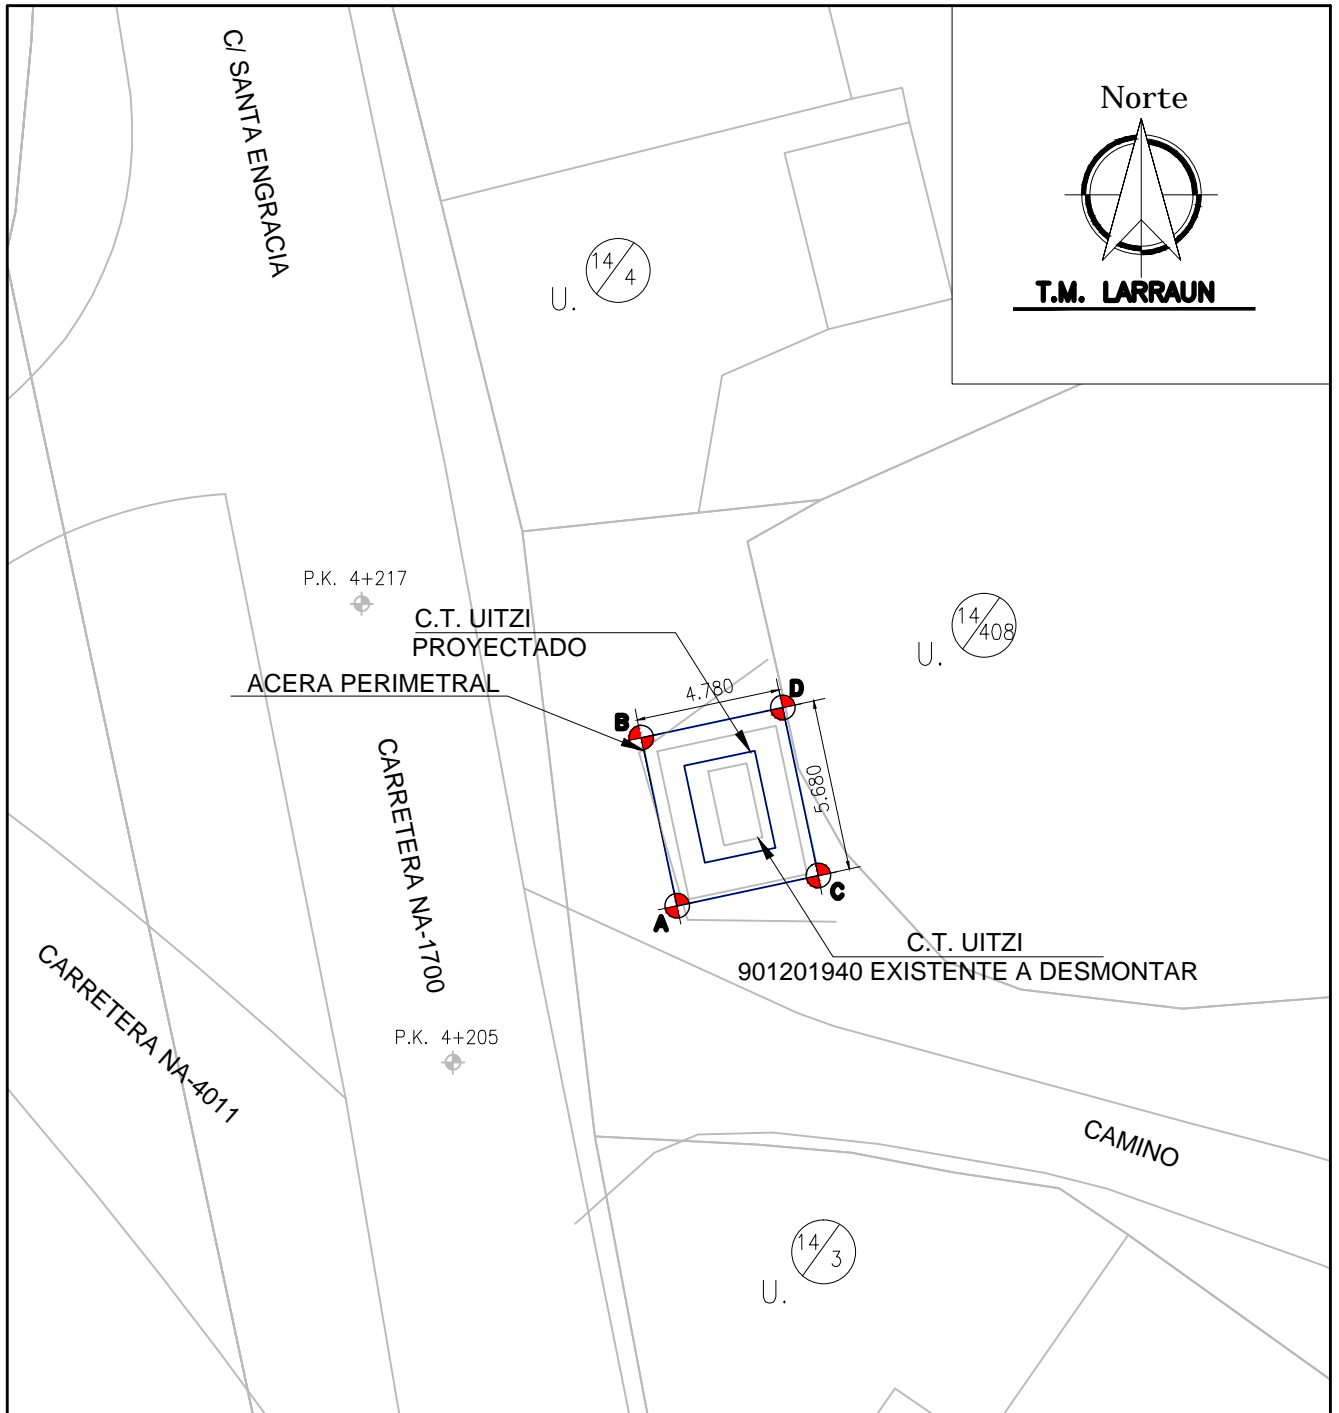 C/ SANTA ENGRACIA
Norte
T.M. LARRAUN
14
4
U.
P.K. 4+217
C.T. UITZI
PROYECTADO
14
408
U.
ACERA PERIMETRAL
4.780
D
B
5.680
CARRETERA NA-1700
C
A
C.T. UITZI
901201940 EXISTENTE A DESMONTAR
CARRETERA NA-4011
P.K. 4+205
CAMINO
14
3
U.